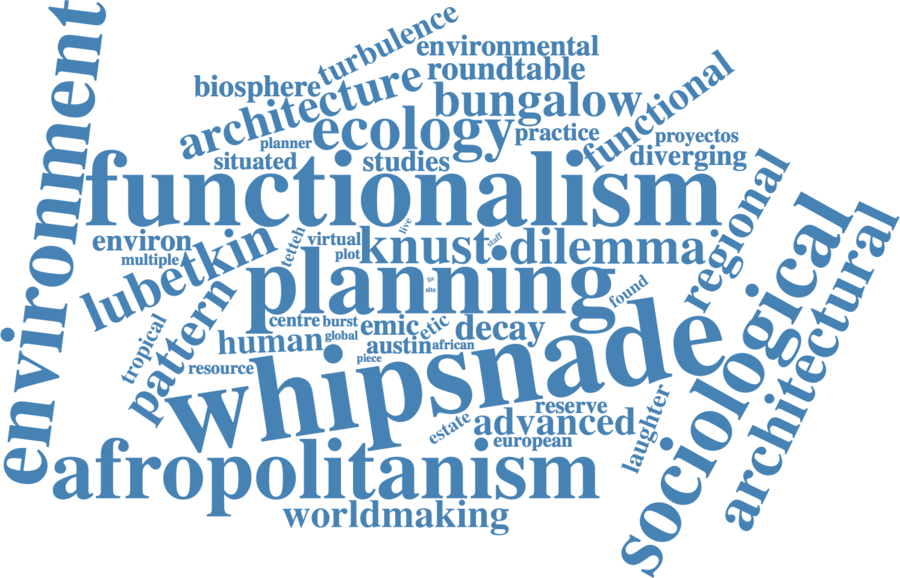 environment
turbulence
environmental
biosphere
roundtable
architecture
bungalow
functional
planner
ecology
practice
proyectos
situated
studies
diverging
functionalism
regional
sociological
architectural
environ
multiple
lubetkin
tetteh
virtual
plot
live
knust
staff
dilemma
planning
list
site
found
tropical
pattern
centre
burst
global
emic
etic
decay
human
austin
african
resource
piece
whipsnade
reserve
estate
advanced
european
laughter
afropolitanism
worldmaking